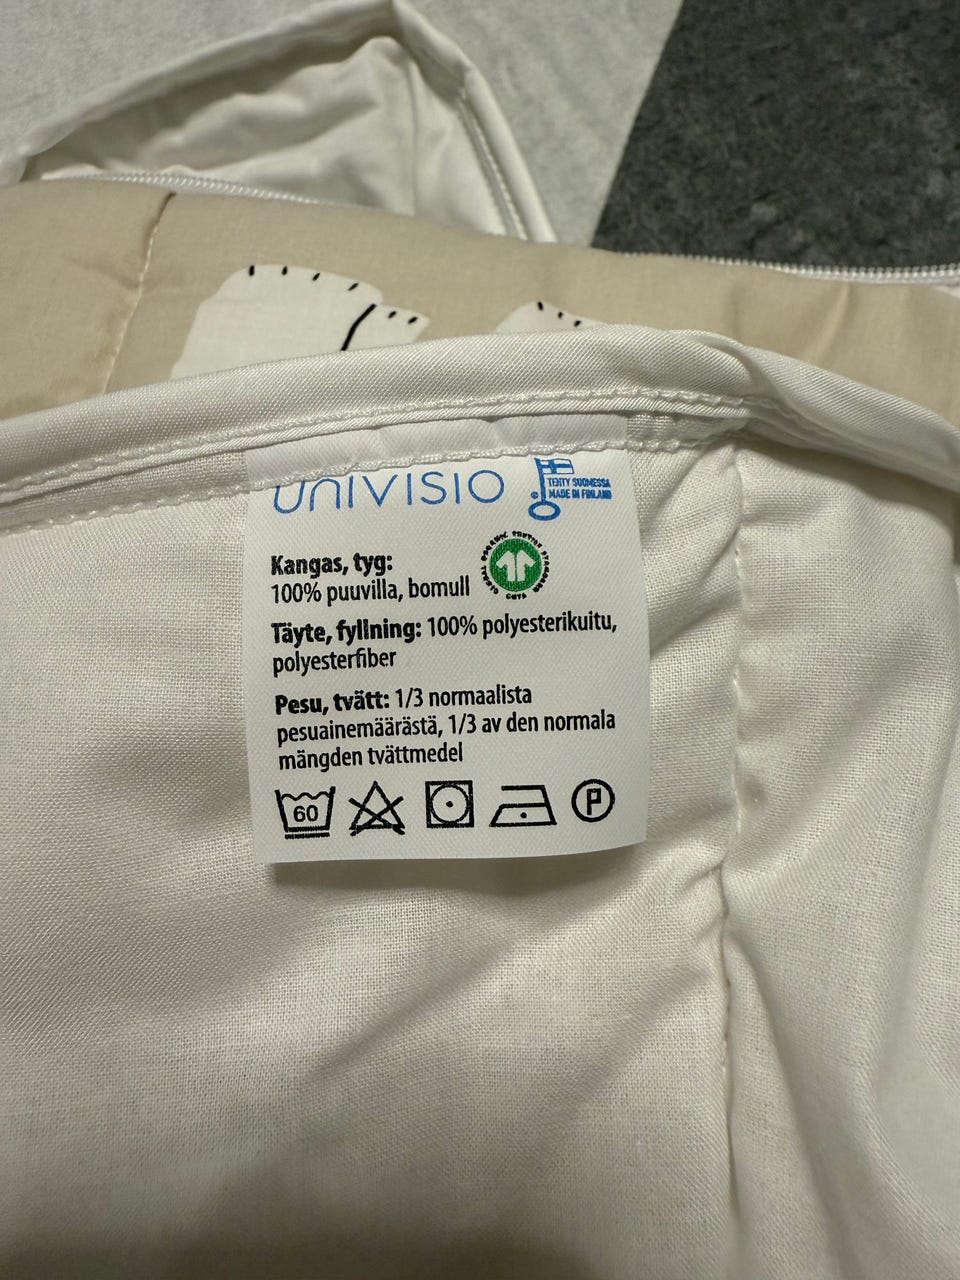 UNIVISIO
TEHTY SUOMESSA
MADE IN FINLAND
Kangas, tyg:
100% puuvilla, bomull
Täyte, fyllning: 100% polyesterikuitu,
polyesterfiber
Pesu, tvätt: 1/3 normaalista
pesuainemäärästä, 1/3 av den normala
mängden tvättmedel
60
P